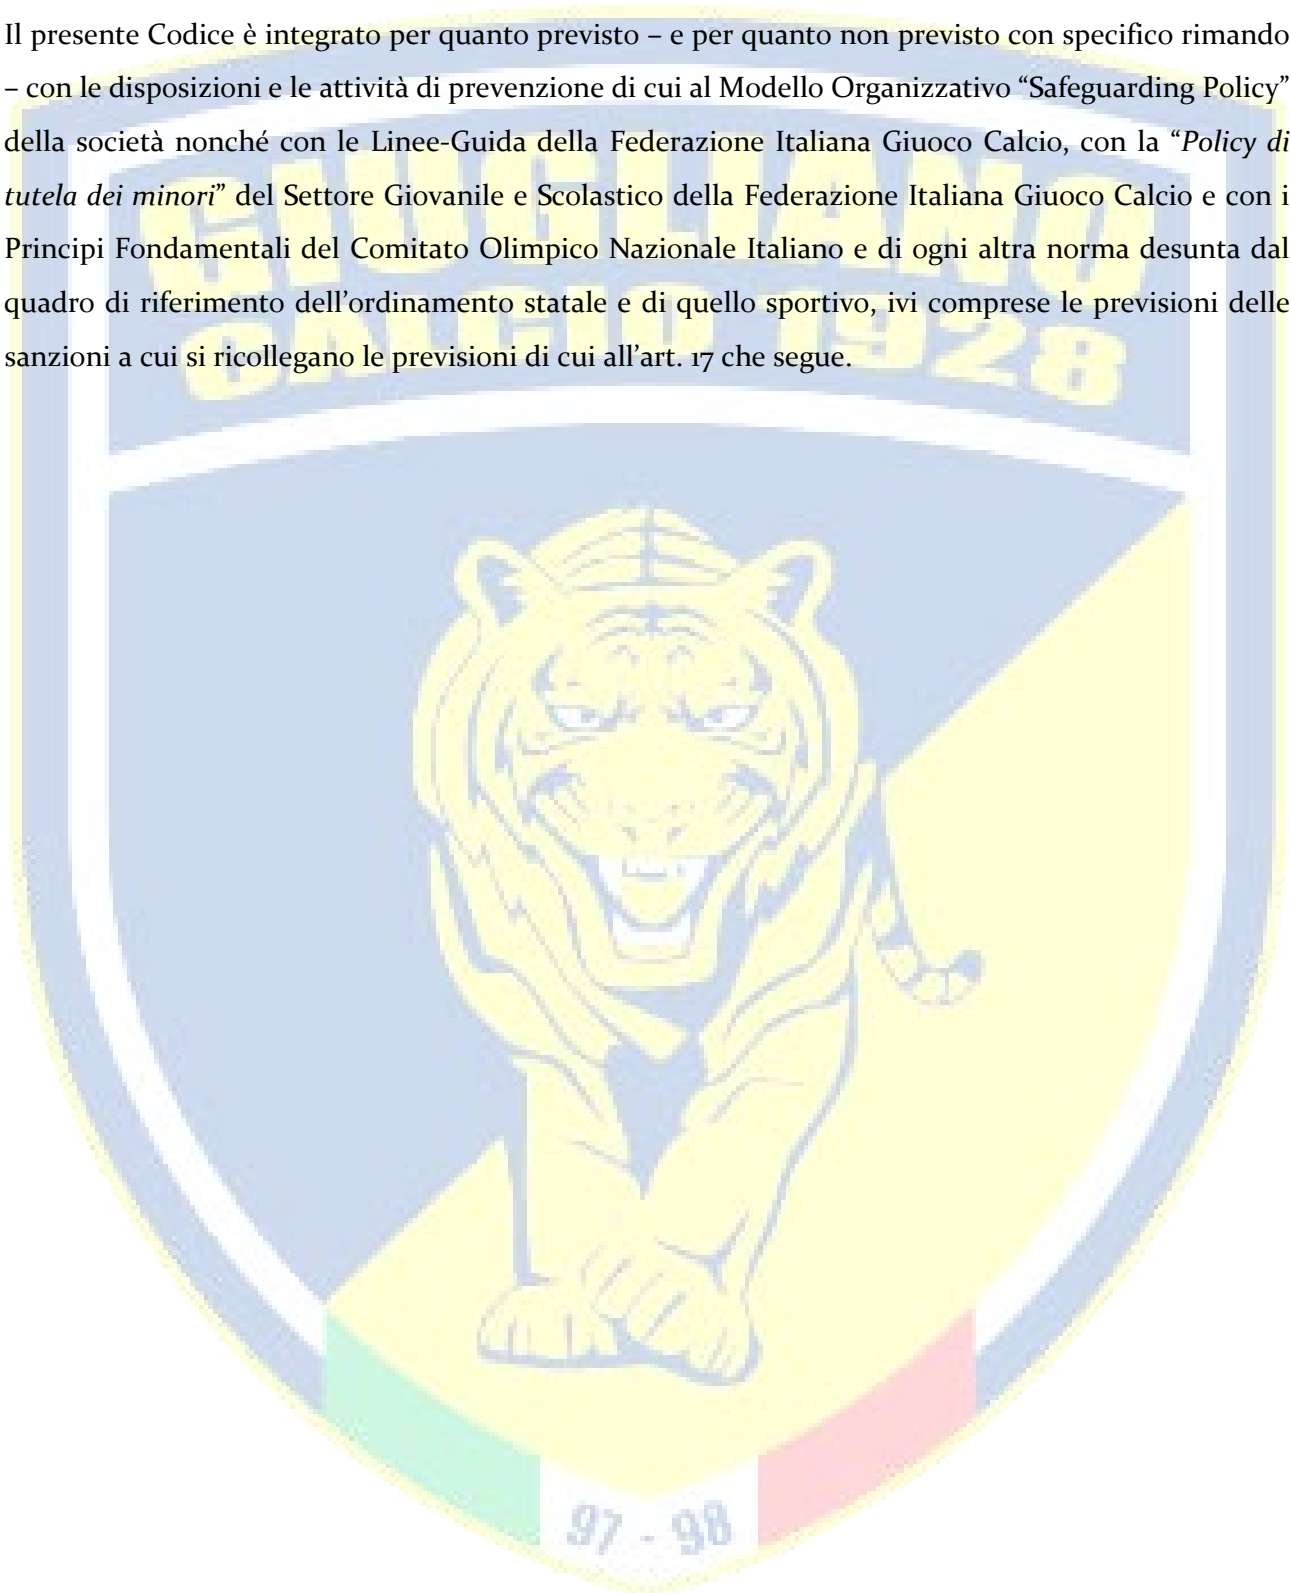 Il presente Codice è integrato per quanto previsto – e per quanto non previsto con specifico rimando
– con le disposizioni e le attività di prevenzione di cui al Modello Organizzativo “Safeguarding Policy”
della società nonché con le Linee-Guida della Federazione Italiana Giuoco Calcio, con la “Policy di
tutela dei minori” del Settore Giovanile e Scolastico della Federazione Italiana Giuoco Calcio e con i
Principi Fondamentali del Comitato Olimpico Nazionale Italiano e di ogni altra norma desunta dal
quadro di riferimento dell’ordinamento statale e di quello sportivo, ivi comprese le previsioni delle
sanzioni a cui si ricollegano le previsioni di cui all’art. 17 che segue.
GIUGLIANO
CALCIO 1928
97 - 98